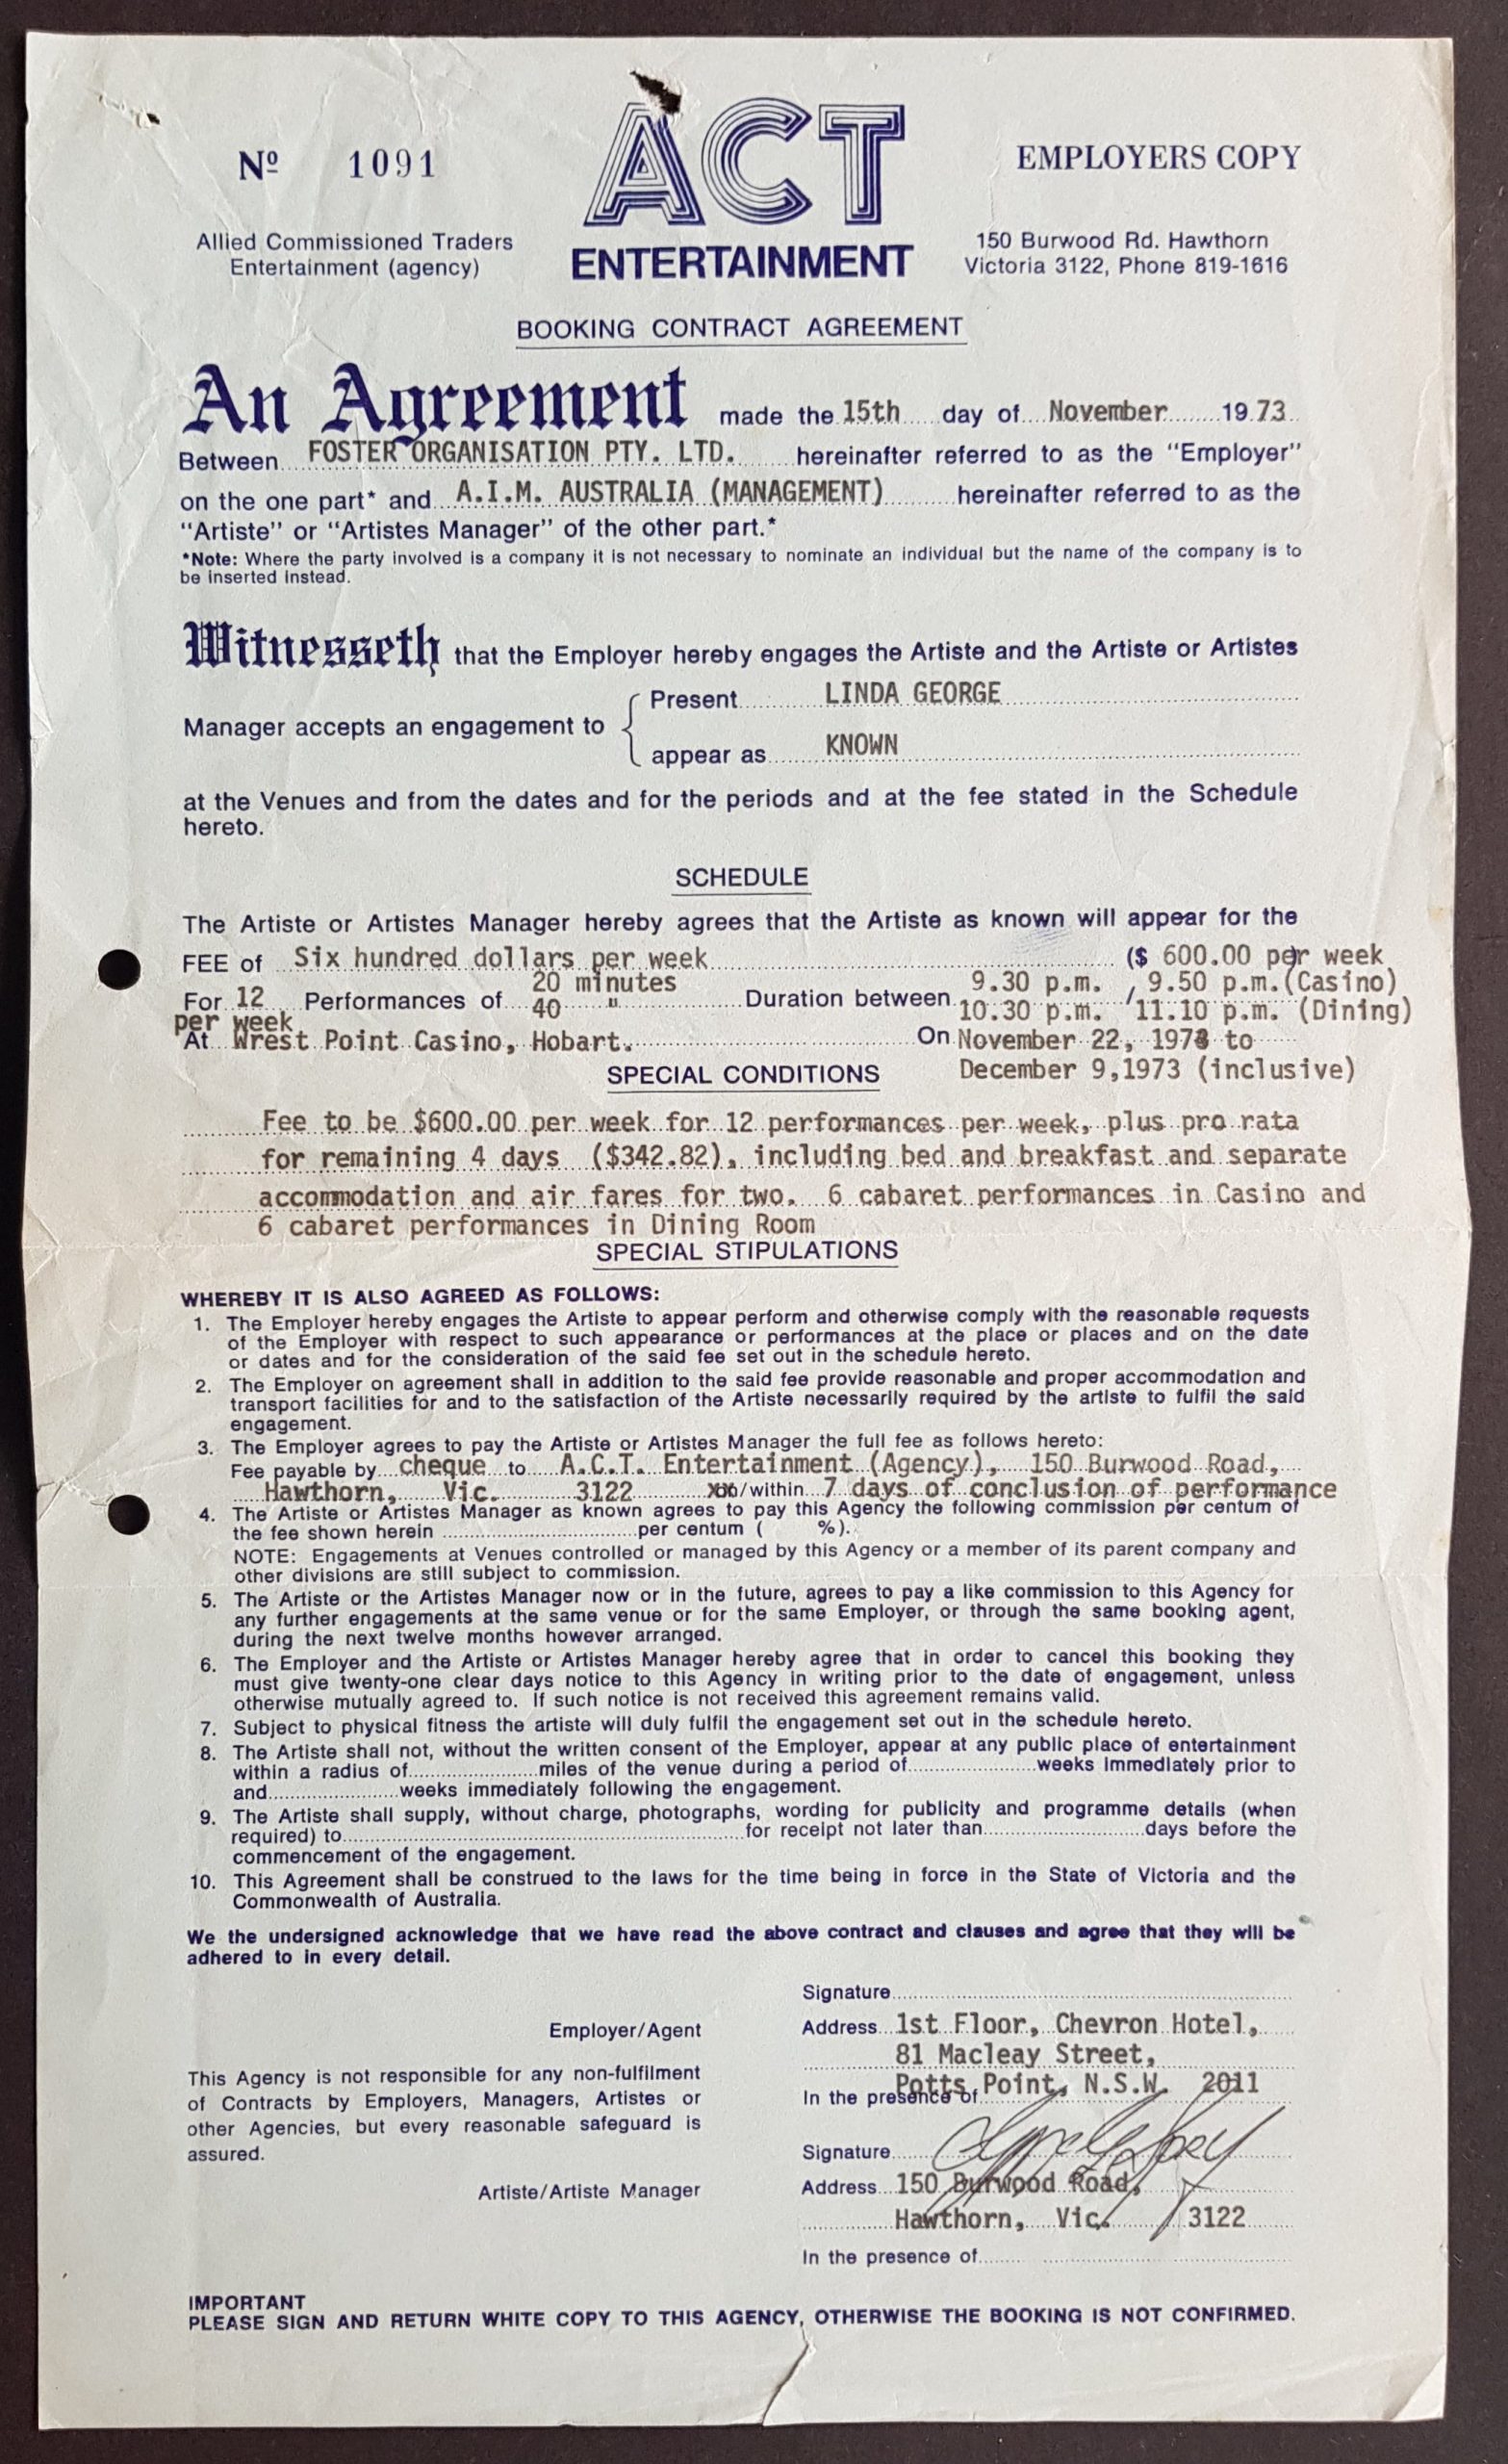 Nº 1091
ACT
ENTERTAINMENT
EMPLOYERS COPY
Allied Commissioned Traders
Entertainment (agency)
150 Burwood Rd. Hawthorn
Victoria 3122, Phone 819-1616
BOOKING CONTRACT AGREEMENT
An Agreement made the 15th day of November 19 73
Between FOSTER ORGANISATION PTY. LTD. hereinafter referred to as the "Employer"
on the one part* and A.I.M. AUSTRALIA (MANAGEMENT) hereinafter referred to as the
"Artiste" or "Artistes Manager" of the other part.*
*Note: Where the party involved is a company it is not necessary to nominate an individual but the name of the company is to
be inserted instead.
Witnesseth that the Employer hereby engages the Artiste and the Artiste or Artistes
Present LINDA GEORGE
Manager accepts an engagement to
appear as KNOWN
at the Venues and from the dates and for the periods and at the fee stated in the Schedule
hereto.
SCHEDULE
The Artiste or Artistes Manager hereby agrees that the Artiste as known will appear for the
FEE of Six hundred dollars per week ($ 600.00 per week
20 minutes 9.30 p.m. , 9.50 p.m.(Casino)
For 12 Performances of 40 " Duration between 10.30 p.m. / 11.10 p.m. (Dining)
per week
At Wrest Point Casino, Hobart. On November 22, 1973 to
SPECIAL CONDITIONS December 9,1973 (inclusive)
Fee to be $600.00 per week for 12 performances per week, plus pro rata
for remaining 4 days ($342.82), including bed and breakfast and separate
accommodation and air fares for two. 6 cabaret performances in Casino and
6 cabaret performances in Dining Room
SPECIAL STIPULATIONS
WHEREBY IT IS ALSO AGREED AS FOLLOWS:
1. The Employer hereby engages the Artiste to appear perform and otherwise comply with the reasonable requests
of the Employer with respect to such appearance or performances at the place or places and on the date
or dates and for the consideration of the said fee set out in the schedule hereto.
2. The Employer on agreement shall in addition to the said fee provide reasonable and proper accommodation and
transport facilities for and to the satisfaction of the Artiste necessarily required by the artiste to fulfil the said
engagement.
3. The Employer agrees to pay the Artiste or Artistes Manager the full fee as follows hereto:
Fee payable by cheque to A.C.T. Entertainment (Agency), 150 Burwood Road,
Hawthorn, Vic. 3122 /within 7 days of conclusion of performance
4. The Artiste or Artistes Manager as known agrees to pay this Agency the following commission per centum of
the fee shown herein per centum ( %).
NOTE: Engagements at Venues controlled or managed by this Agency or a member of its parent company and
other divisions are still subject to commission.
5. The Artiste or the Artistes Manager now or in the future, agrees to pay a like commission to this Agency for
any further engagements at the same venue or for the same Employer, or through the same booking agent,
during the next twelve months however arranged.
6. The Employer and the Artiste or Artistes Manager hereby agree that in order to cancel this booking they
must give twenty-one clear days notice to this Agency in writing prior to the date of engagement, unless
otherwise mutually agreed to. If such notice is not received this agreement remains valid.
7. Subject to physical fitness the artiste will duly fulfil the engagement set out in the schedule hereto.
8. The Artiste shall not, without the written consent of the Employer, appear at any public place of entertainment
within a radius of miles of the venue during a period of weeks immediately prior to
and weeks immediately following the engagement.
9. The Artiste shall supply, without charge, photographs, wording for publicity and programme details (when
required) to for receipt not later than days before the
commencement of the engagement.
10. This Agreement shall be construed to the laws for the time being in force in the State of Victoria and the
Commonwealth of Australia.
We the undersigned acknowledge that we have read the above contract and clauses and agree that they will be
adhered to in every detail.
Signature
Employer/Agent
Address 1st Floor, Chevron Hotel,
81 Macleay Street,
Potts Point, N.S.W. 2011
In the presence of
This Agency is not responsible for any non-fulfilment
of Contracts by Employers, Managers, Artistes or
other Agencies, but every reasonable safeguard is
assured.
Signature
Artiste/Artiste Manager
Address 150 Burwood Road,
Hawthorn, Vic. 3122
In the presence of
IMPORTANT
PLEASE SIGN AND RETURN WHITE COPY TO THIS AGENCY, OTHERWISE THE BOOKING IS NOT CONFIRMED.